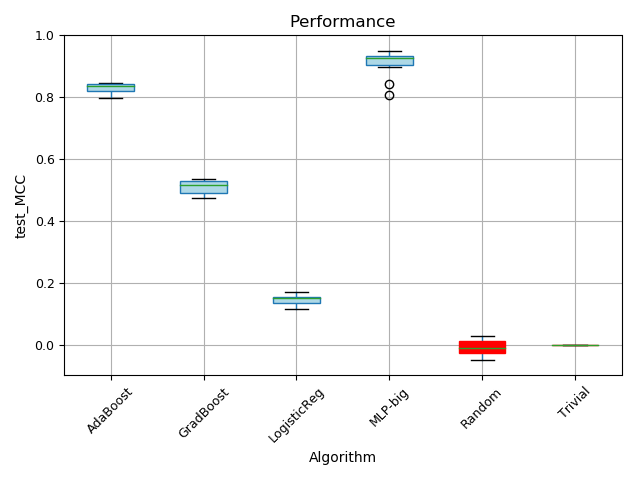 Performance
test_MCC
1.0
0.8
0.6
0.4
0.2
0.0
AdaBoost
GradBoost
LogisticReg
MLP-big
Random
Trivial
Algorithm